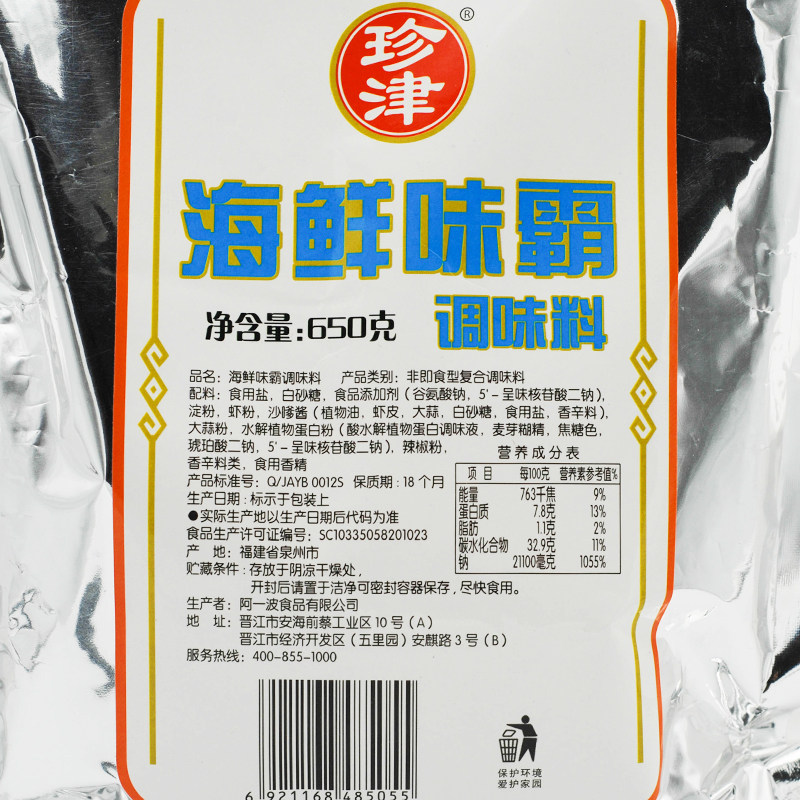 珍津
®
海鲜味霸
净含量:650克 调味料
品名：海鲜味霸调味料 产品类别：非即食型复合调味料
配料：食用盐，白砂糖，食品添加剂（谷氨酸钠，5'-呈味核苷酸二钠），
淀粉，虾粉，沙嗲酱（植物油，虾皮，大蒜，白砂糖，食用盐，香辛料），
大蒜粉，水解植物蛋白粉（酸水解植物蛋白调味液，麦芽糊精，焦糖色，
琥珀酸二钠，5'-呈味核苷酸二钠），辣椒粉，
香辛料类，食用香精
产品标准号：Q/JAYB 0012S 保质期：18个月
生产日期：标示于包装上
●实际生产地以生产日期后代码为准
食品生产许可证编号：SC10335058201023
产 地：福建省泉州市
贮藏条件：存放于阴凉干燥处，
开封后请置于洁净可密封容器保存，尽快食用。
生产者：阿一波食品有限公司
地 址：晋江市安海前蔡工业区10号（A）
晋江市经济开发区（五里园）安麒路3号（B）
服务热线：400-855-1000
营养成分表
项 目 每100克 营养素参考值%
能量 763千焦 9%
蛋白质 7.8克 13%
脂肪 1.1克 2%
碳水化合物 32.9克 11%
钠 21100毫克 1055%
6 921168 485055
保护环境
爱护家园